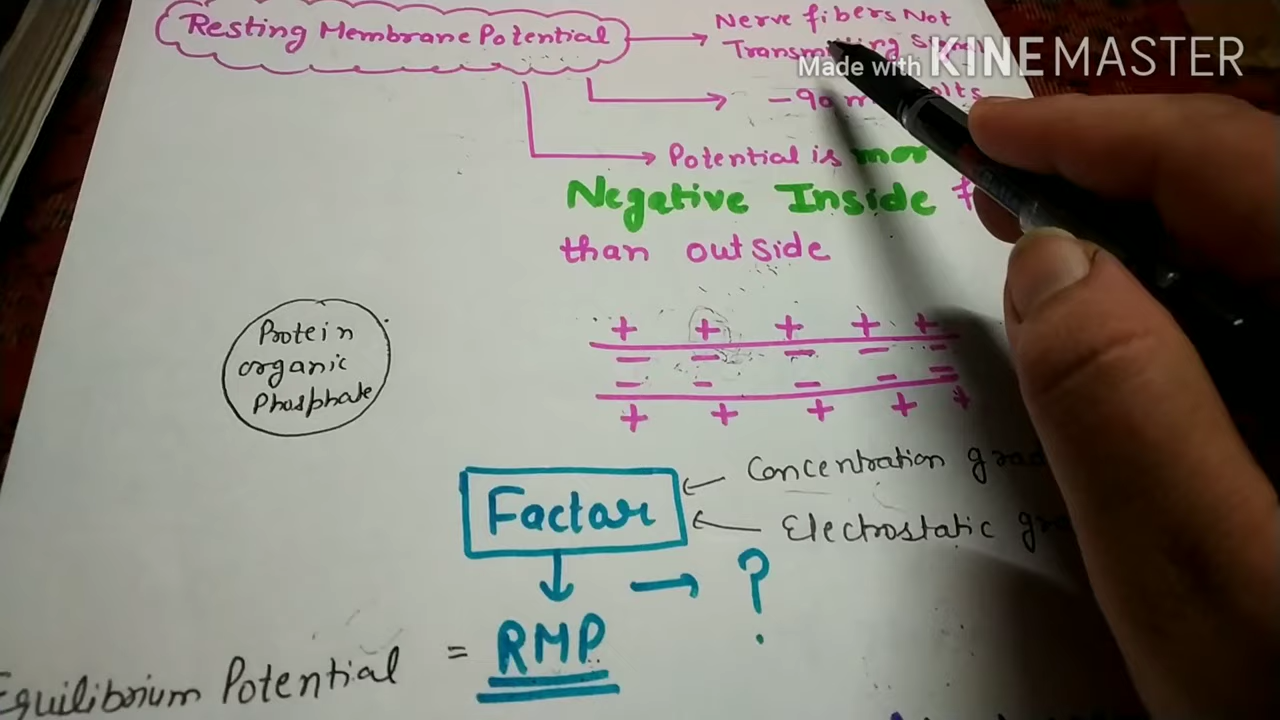 Resting Membrane Potential
Nerve fibers Not
Made with KINEMASTER
-90
Potential is
Negative Inside
than outside
+ + + + +
- - - - -
- - - - -
+ + + + +
Protein
organic
Phosphate
Concentration
Factor
Electrostatic
?
Equilibrium Potential = RMP